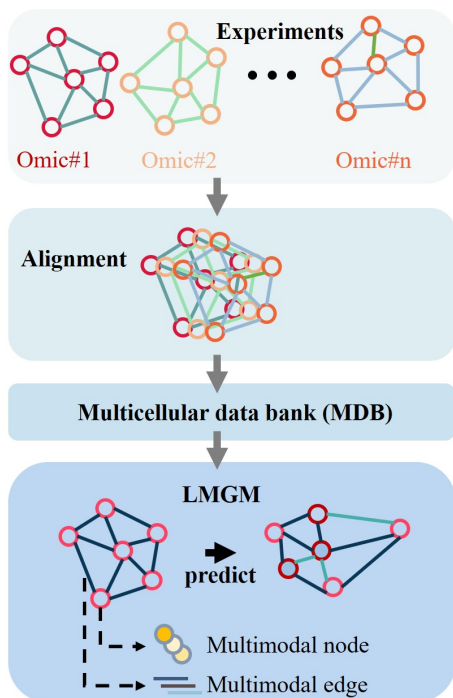 Experiments
Omic#1
Omic#2
Omic#n
Alignment
Multicellular data bank (MDB)
LMGM
predict
Multimodal node
Multimodal edge